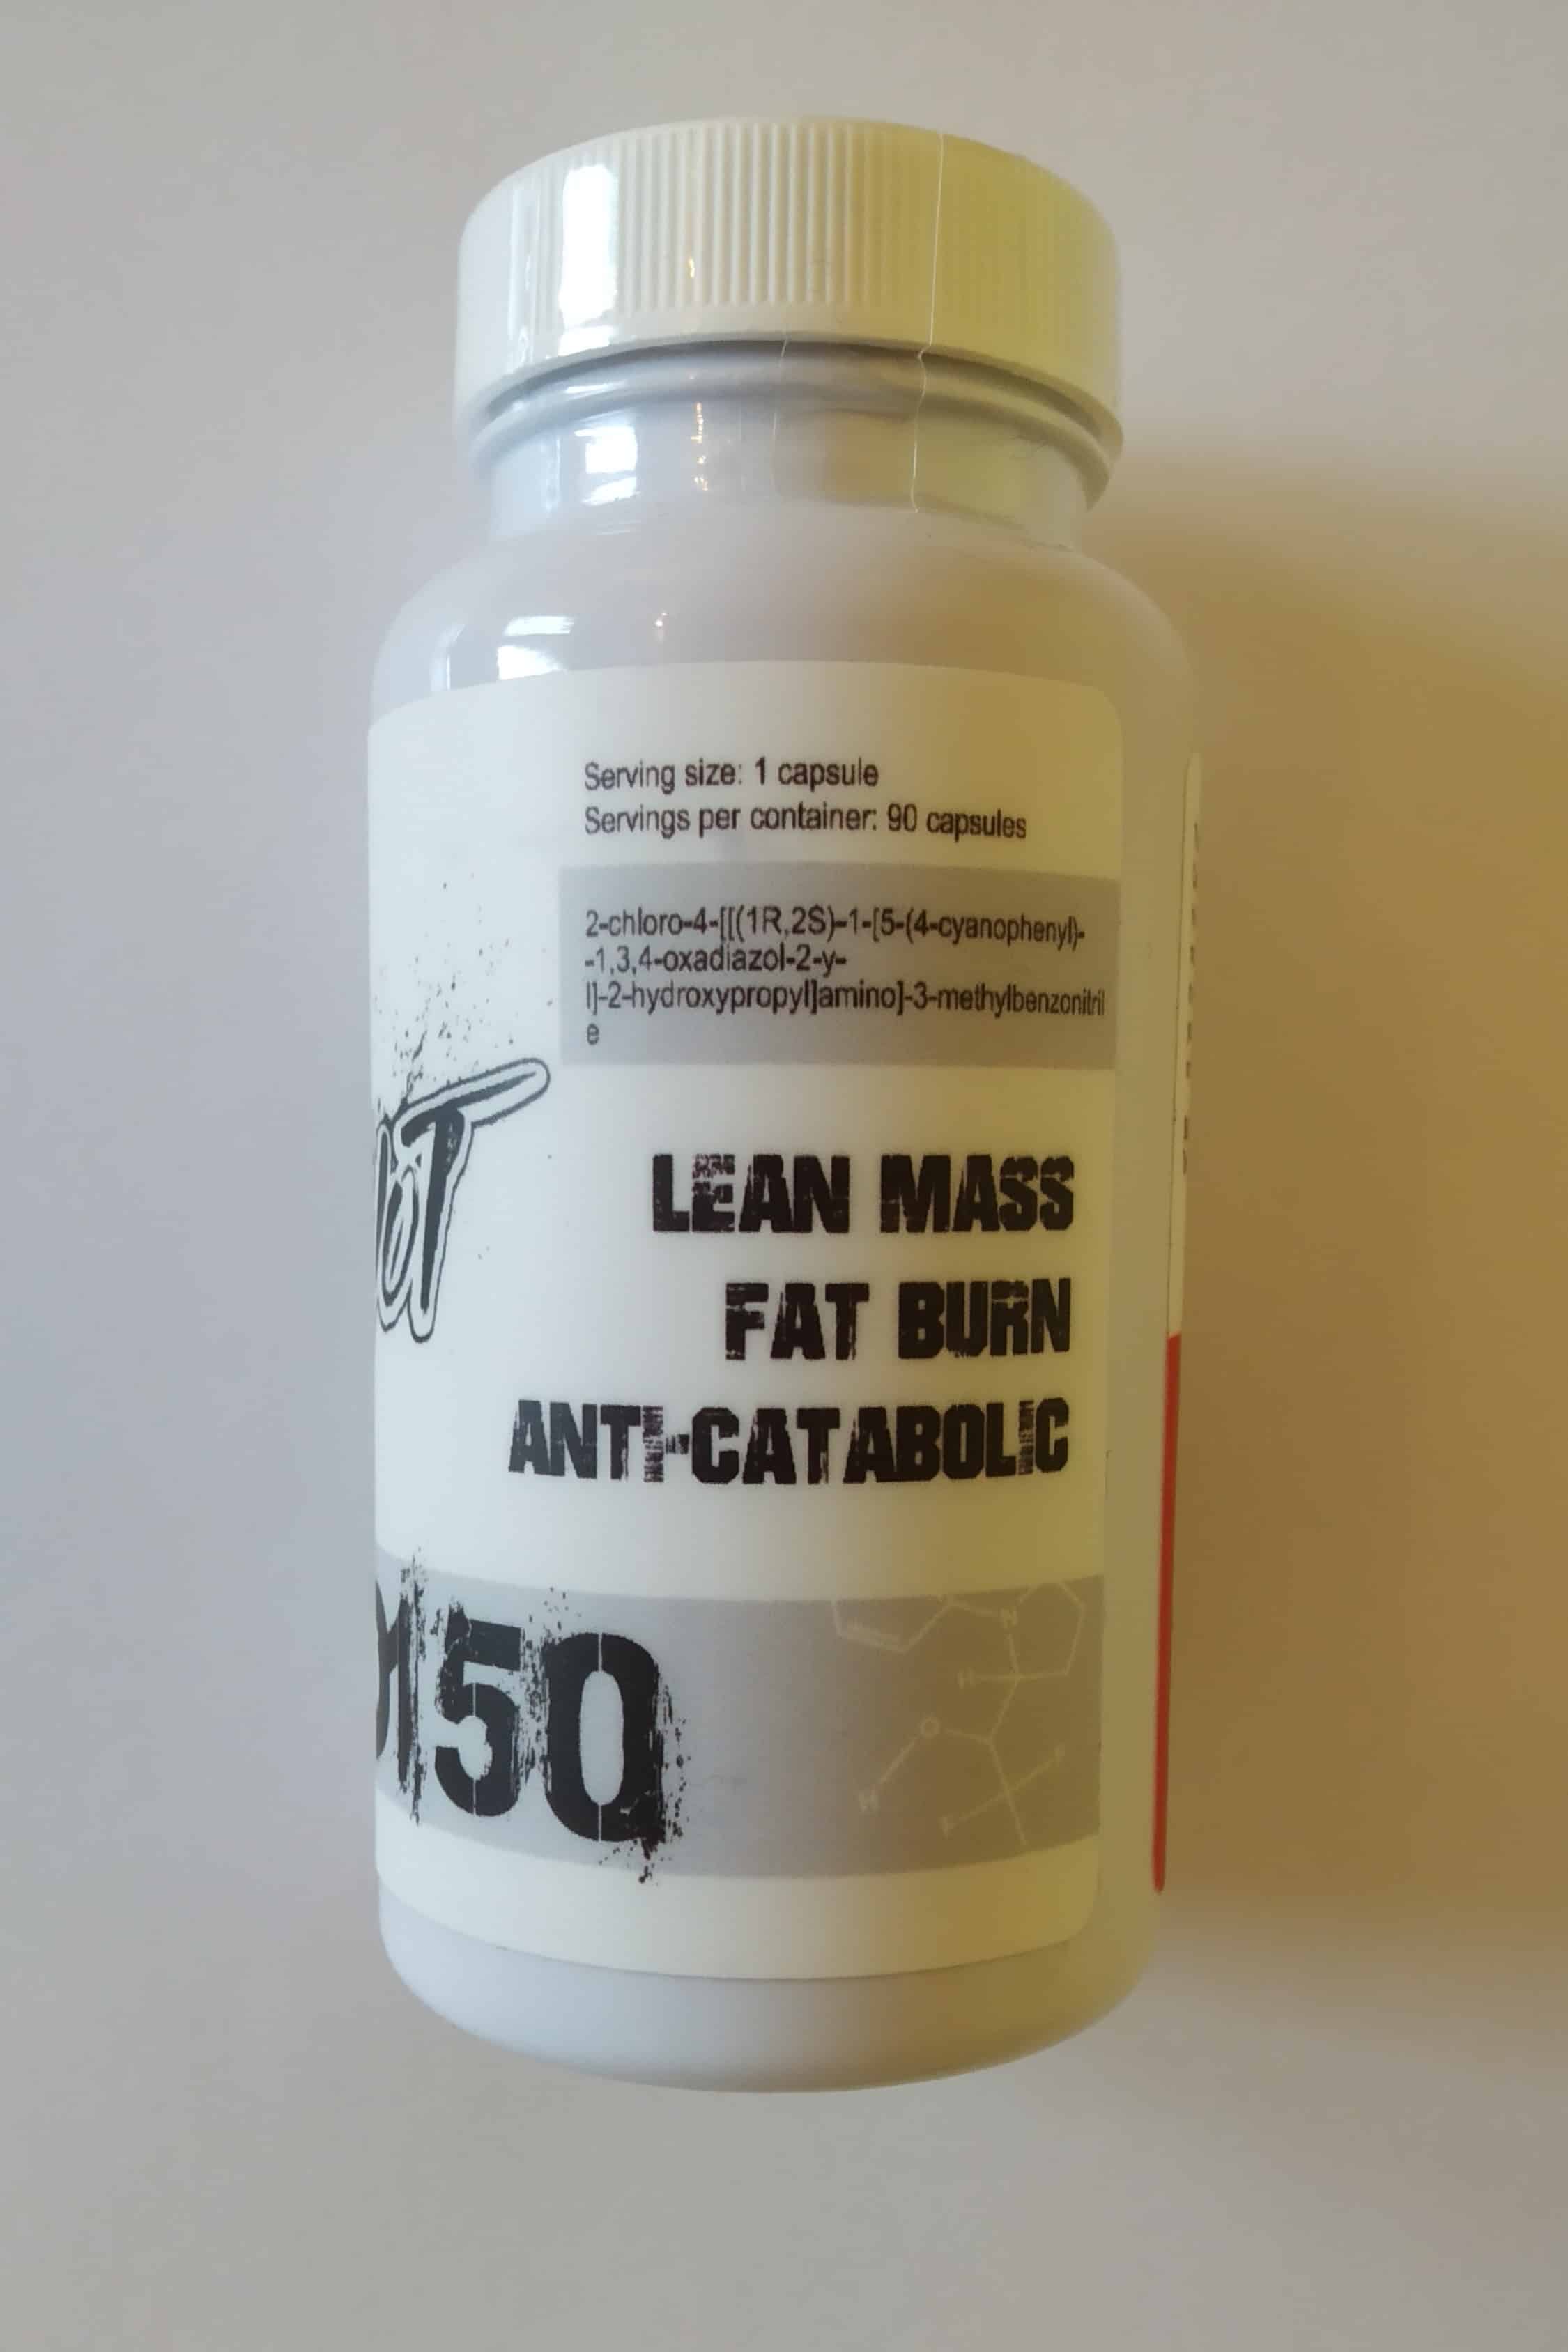 Serving size: 1 capsule
Servings per container: 90 capsules
2-chloro-4-[[(1R,2S)-1-[5-(4-cyanophenyl)-
-1,3,4-oxadiazol-2-y-
l]-2-hydroxypropyl]amino]-3-methylbenzonitril
e
LEAN MASS
FAT BURN
ANTI-CATABOLIC
150
N
H
O
H
F
F